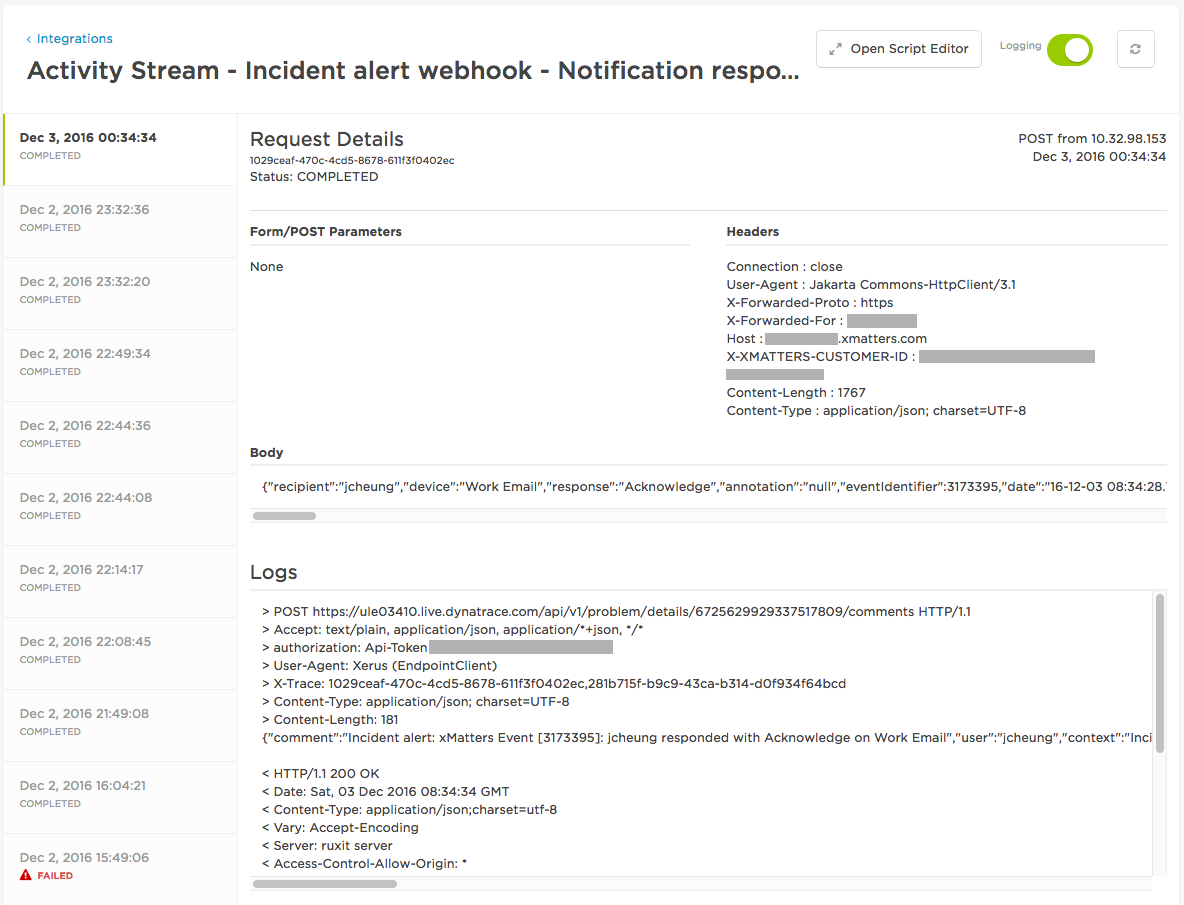 ‹ Integrations
Activity Stream - Incident alert webhook - Notification respo...
Open Script Editor
Logging
Dec 3, 2016 00:34:34
COMPLETED
Dec 2, 2016 23:32:36
COMPLETED
Dec 2, 2016 23:32:20
COMPLETED
Dec 2, 2016 22:49:34
COMPLETED
Dec 2, 2016 22:44:36
COMPLETED
Dec 2, 2016 22:44:08
COMPLETED
Dec 2, 2016 22:14:17
COMPLETED
Dec 2, 2016 22:08:45
COMPLETED
Dec 2, 2016 21:49:08
COMPLETED
Dec 2, 2016 16:04:21
COMPLETED
Dec 2, 2016 15:49:06
FAILED
Request Details
1029ceaf-470c-4cd5-8678-611f3f0402ec
Status: COMPLETED
POST from 10.32.98.153
Dec 3, 2016 00:34:34
Form/POST Parameters
None
Headers
Connection : close
User-Agent : Jakarta Commons-HttpClient/3.1
X-Forwarded-Proto : https
X-Forwarded-For :
Host : .xmatters.com
X-XMATTERS-CUSTOMER-ID :
Content-Length : 1767
Content-Type : application/json; charset=UTF-8
Body
{"recipient":"jcheung","device":"Work Email","response":"Acknowledge","annotation":"null","eventIdentifier":3173395,"date":"16-12-03 08:34:28.
Logs
> POST https://ule03410.live.dynatrace.com/api/v1/problem/details/6725629929337517809/comments HTTP/1.1
> Accept: text/plain, application/json, application/*+json, */*
> authorization: Api-Token
> User-Agent: Xerus (EndpointClient)
> X-Trace: 1029ceaf-470c-4cd5-8678-611f3f0402ec,281b715f-b9c9-43ca-b314-d0f934f64bcd
> Content-Type: application/json; charset=UTF-8
> Content-Length: 181
{"comment":"Incident alert: xMatters Event [3173395]: jcheung responded with Acknowledge on Work Email","user":"jcheung","context":"Inci
< HTTP/1.1 200 OK
< Date: Sat, 03 Dec 2016 08:34:34 GMT
< Content-Type: application/json;charset=utf-8
< Vary: Accept-Encoding
< Server: ruxit server
< Access-Control-Allow-Origin: *